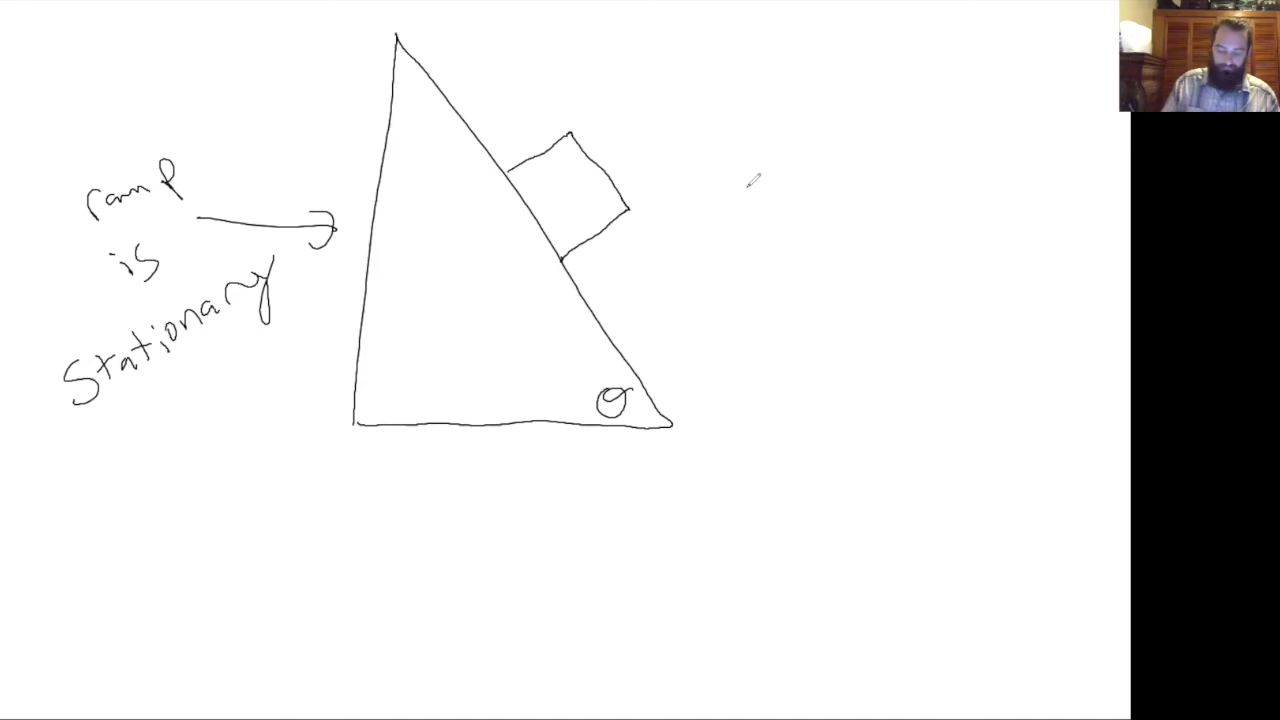 ramp
is
stationary
θ